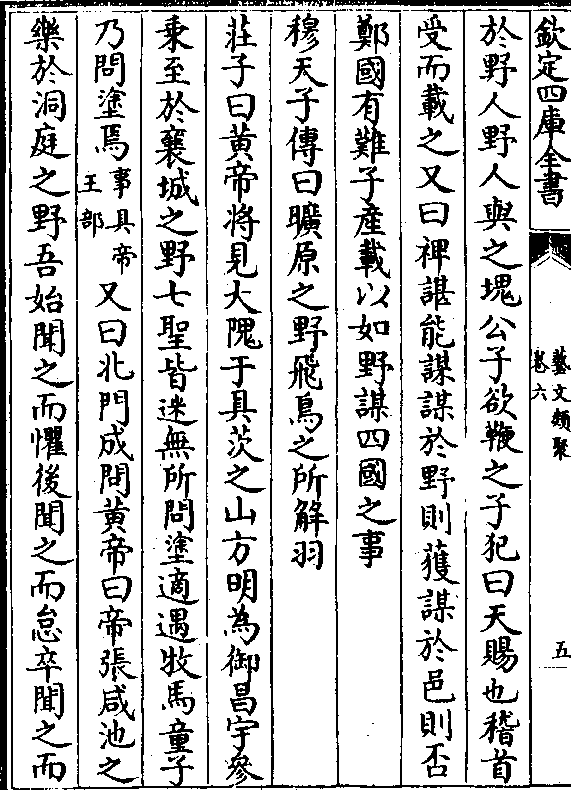 欽定四庫全書
藝文類聚
卷六
五
於野人野人與之塊公子欲鞭之子犯曰天賜也稽首
受而載之又曰裨諶能謀謀於野則獲謀於邑則否
鄭國有難子產載以如野謀四國之事
穆天子傳曰曠原之野飛鳥之所解羽
莊子曰黃帝將見大隗于具茨之山方明為御昌宇參
乘至於襄城之野七聖皆迷無所問塗適遇牧馬童子
乃問塗焉事具帝王部又曰北門成問黃帝曰帝張咸池之
樂於洞庭之野吾始聞之而懼後聞之而怠卒聞之而